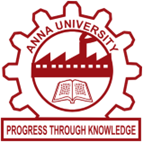 ANNA UNIVERSITY
PROGRESS THROUGH KNOWLEDGE